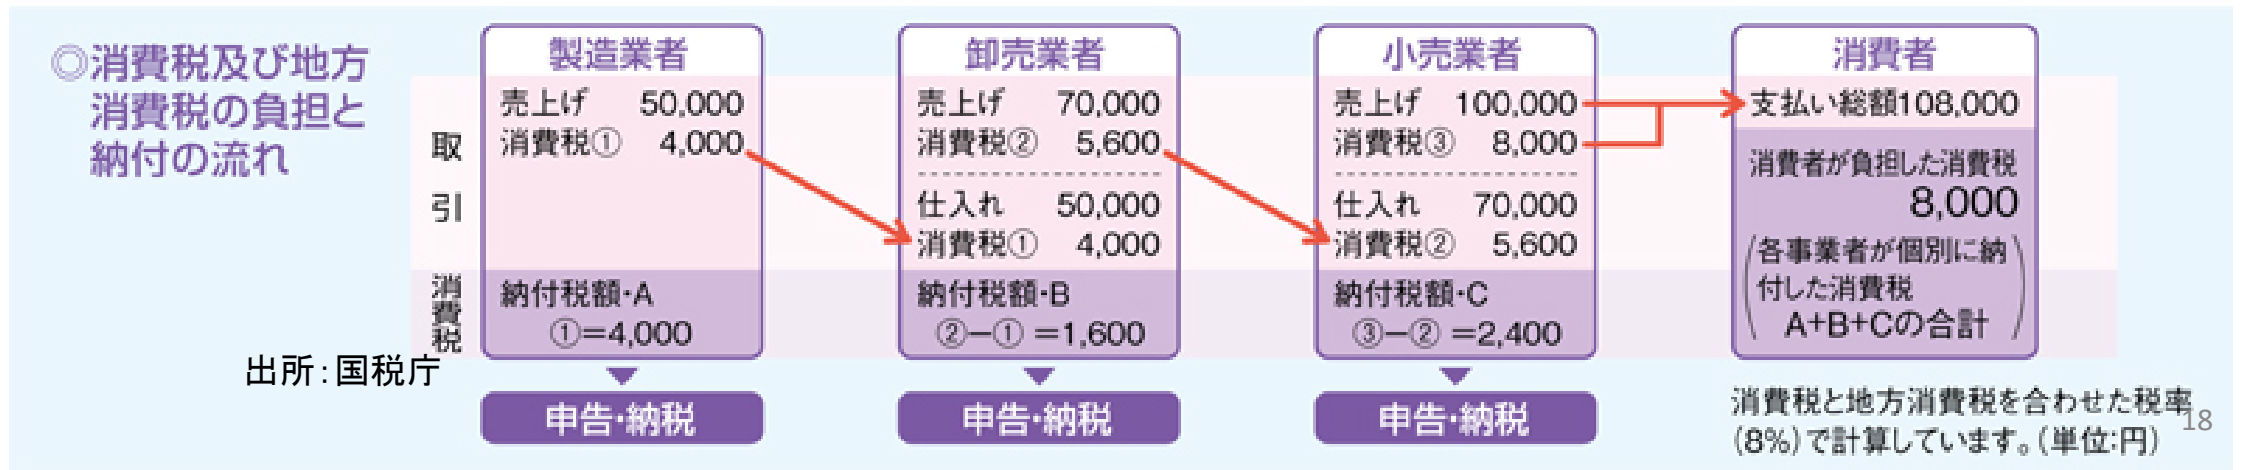 ◎消費税及び地方
消費税の負担と
納付の流れ
出所：国税庁
取
引
消
費
税
製造業者
売上げ 50,000
消費税① 4,000
納付税額・A
①＝4,000
申告・納税
卸売業者
売上げ 70,000
消費税② 5,600
仕入れ 50,000
消費税① 4,000
納付税額・B
②－①＝1,600
申告・納税
小売業者
売上げ 100,000
消費税③ 8,000
仕入れ 70,000
消費税② 5,600
納付税額・C
③－②＝2,400
申告・納税
消費者
支払い総額108,000
消費者が負担した消費税
8,000
(各事業者が個別に納
付した消費税
A+B+Cの合計)
消費税と地方消費税を合わせた税率
(8%)で計算しています。(単位:円)
18